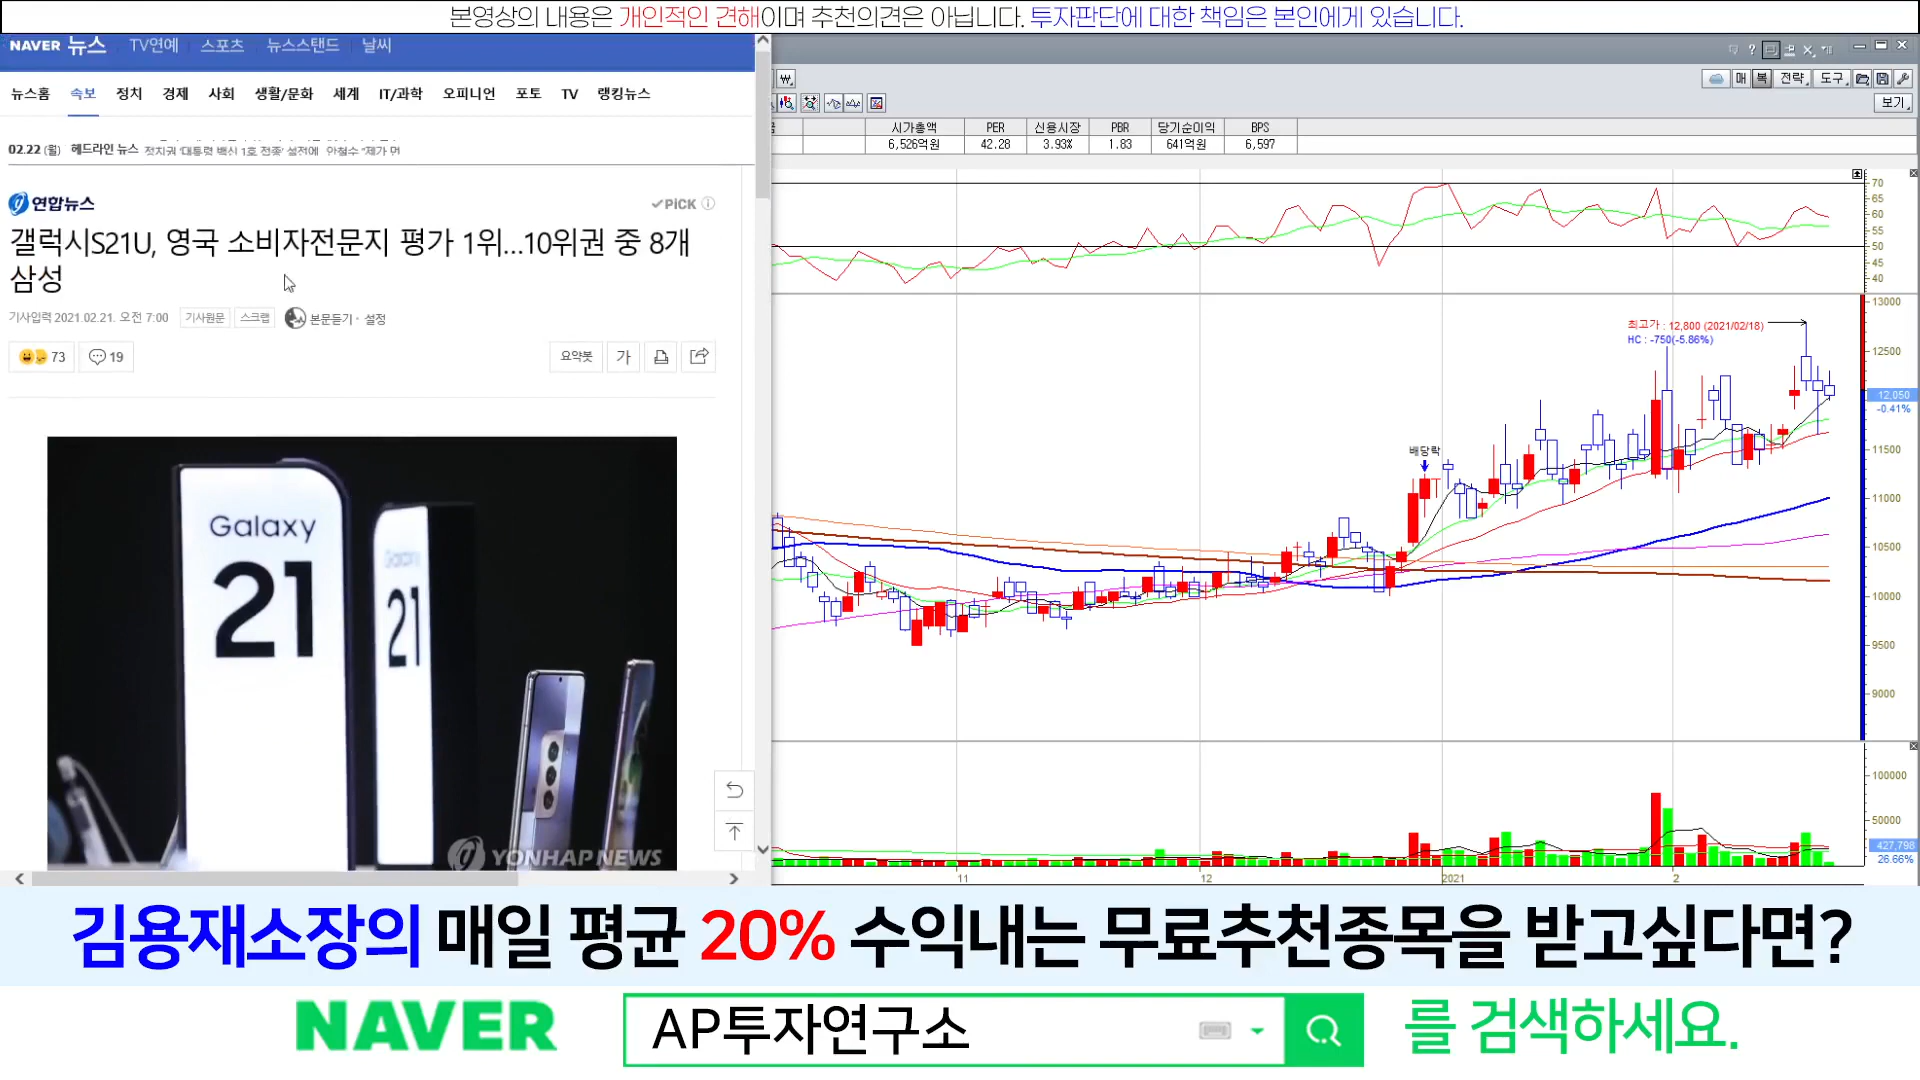 본영상의 내용은 개인적인 견해이며 추천의견은 아닙니다. 투자판단에 대한 책임은 본인에게 있습니다.
NAVER 뉴스 TV연예 스포츠 뉴스스탠드 날씨
뉴스홈 속보 정치 경제 사회 생활/문화 세계 IT/과학 오피니언 포토 TV 랭킹뉴스
02.22 (월) 헤드라인 뉴스
연합뉴스
PiCK
갤럭시S21U, 영국 소비자전문지 평가 1위...10위권 중 8개
삼성
기사입력 2021.02.21. 오전 7:00 기사원문 스크랩 본문듣기 · 설정
73 19
요약봇 가
Galaxy
21
Galaxy
21
YONHAP NEWS
매 복 전략 도구
보기
시가총액 PER 신용시장 PBR 당기순이익 BPS
6,526억원 42.28 3.93% 1.83 641억원 6,597
70
65
60
55
50
45
40
13000
최고가 : 12,800 (2021/02/18)
HC : -750(-5.86%)
12500
12,050
-0.41%
11500
배당락
11000
10500
10000
9500
9000
100000
50000
427,798
26.66%
11 12 2021 2
김용재소장의 매일 평균 20% 수익내는 무료추천종목을 받고싶다면?
NAVER AP투자연구소 를 검색하세요.